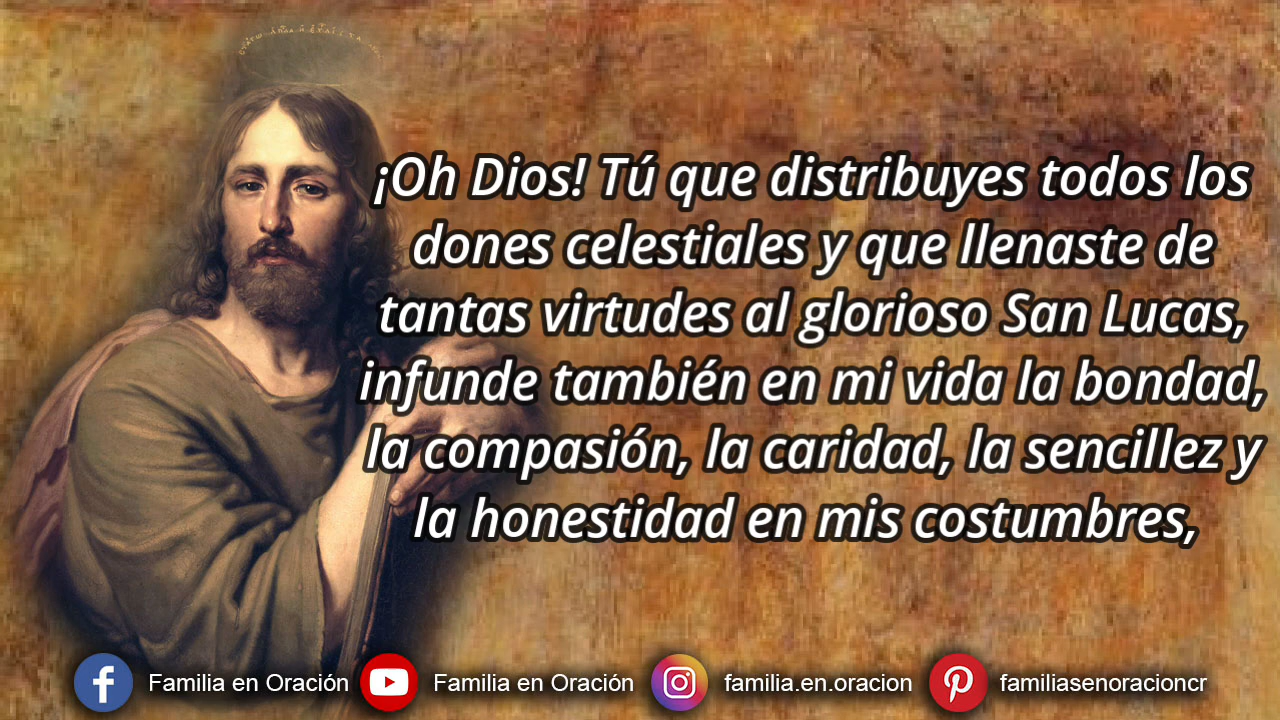 ¡Oh Dios! Tú que distribuyes todos los
dones celestiales y que llenaste de
tantas virtudes al glorioso San Lucas,
infunde también en mi vida la bondad,
la compasión, la caridad, la sencillez y
la honestidad en mis costumbres,
Familia en Oración
Familia en Oración
familia.en.oracion
familiasenoracioncr